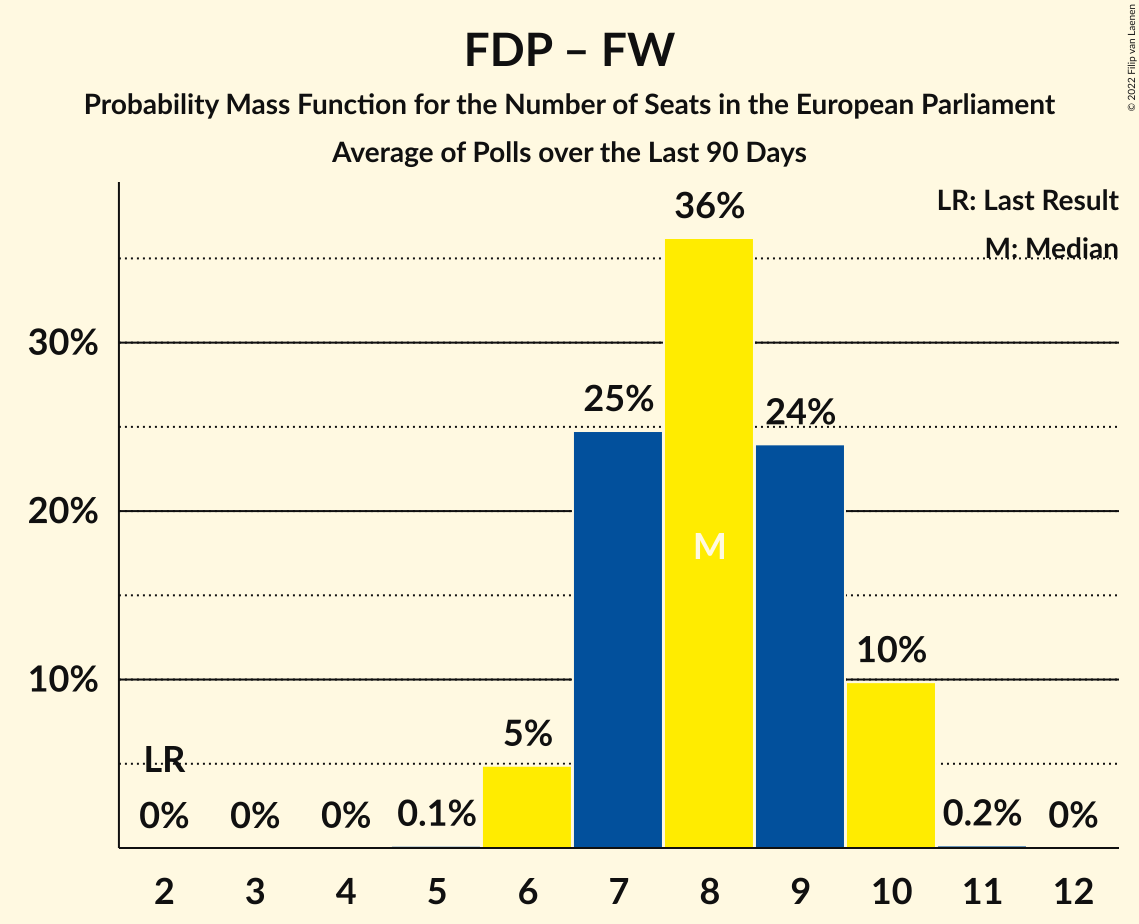 FDP – FW
Probability Mass Function for the Number of Seats in the European Parliament
Average of Polls over the Last 90 Days
© 2022 Filip van Laenen
LR: Last Result
M: Median
36%
30%
25%
24%
20%
M
10%
10%
5%
LR
0%
0%
0%
0.1%
0.2%
0%
2 3 4 5 6 7 8 9 10 11 12